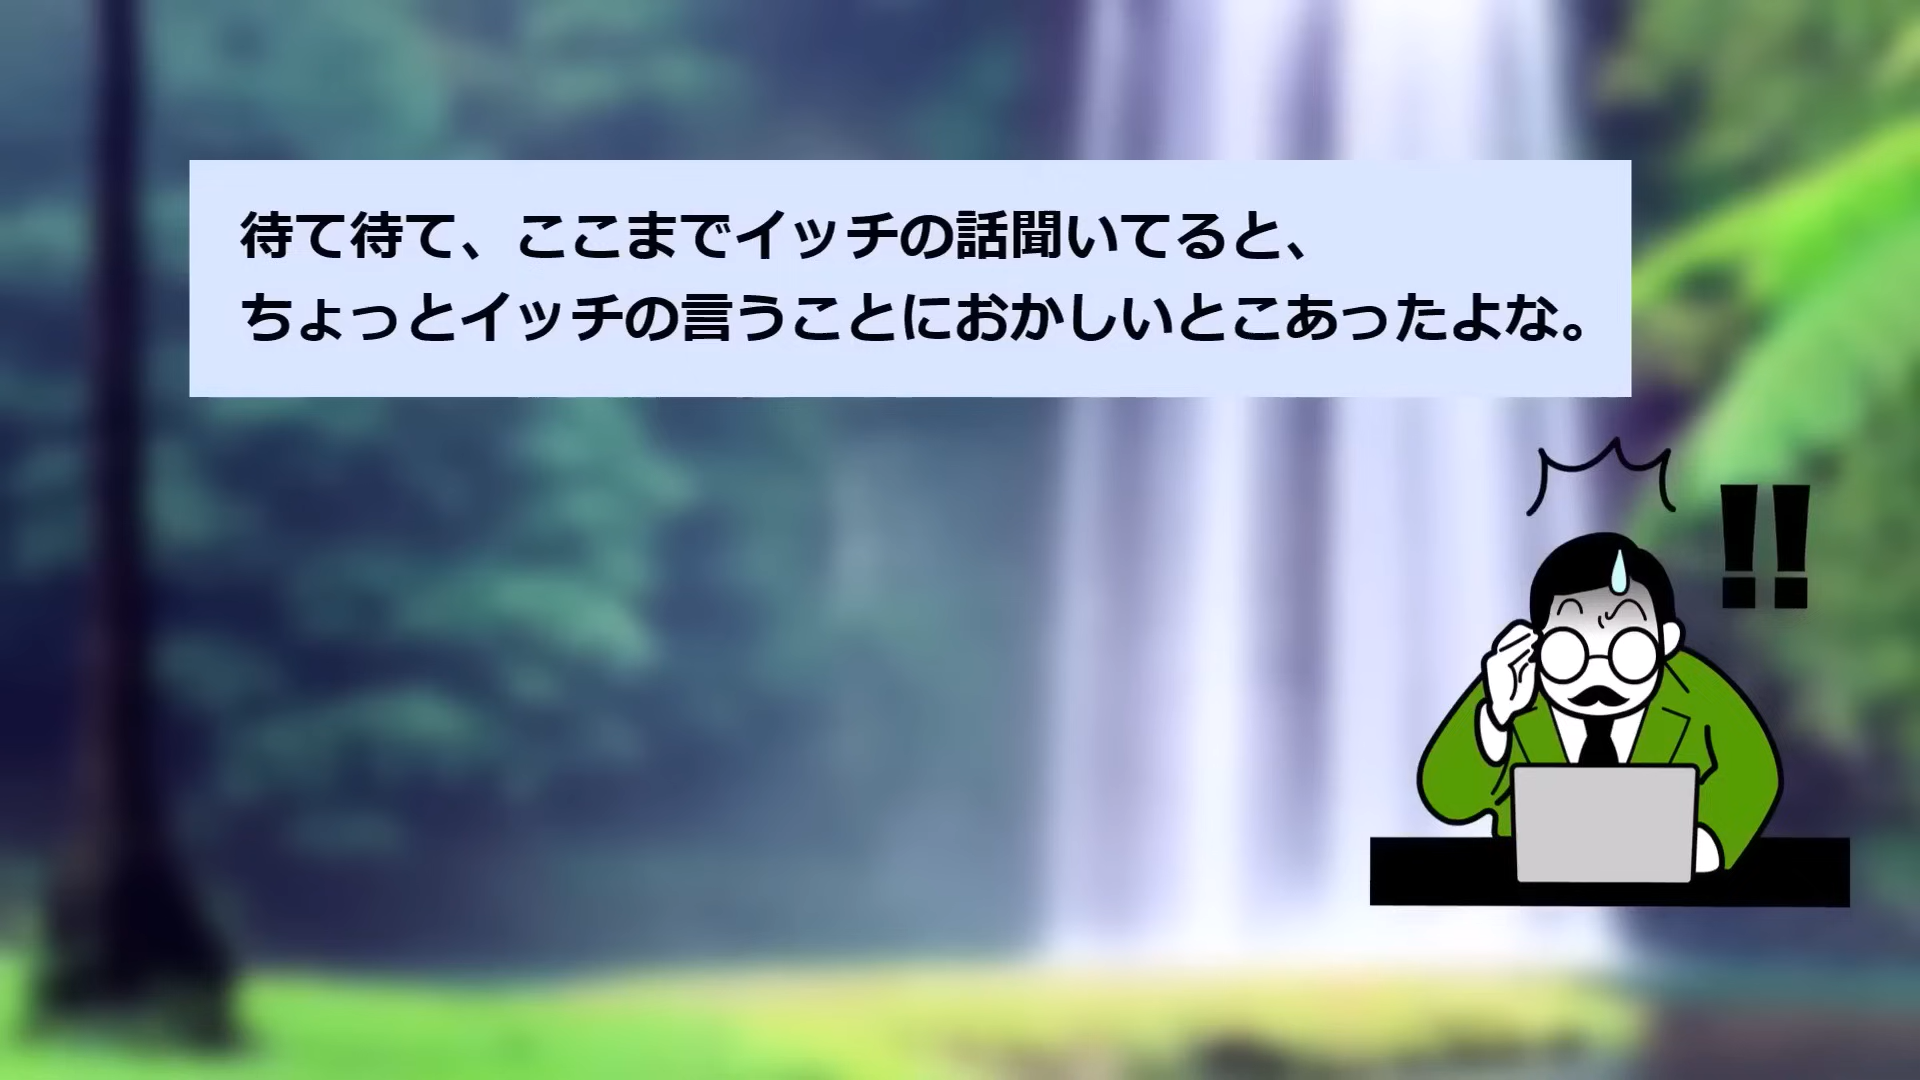 待て待て、ここまでイッチの話聞いてると、
ちょっとイッチの言うことにおかしいとこあったよな。
!!